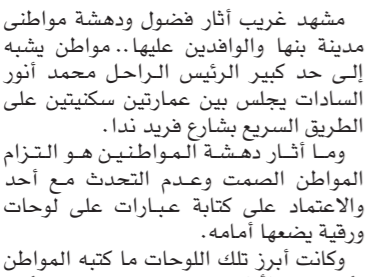 مشهد غريب أثار فضول ودهشة مواطنى
مدينة بنها والوافدين عليها.. مواطن يشبه
إلى حد كبير الرئيس الراحل محمد أنور
السادات يجلس بين عمارتين سكنيتين على
الطريق السريع بشارع فريد ندا.
وما أثار دهشة المواطنين هو التزام
المواطن الصمت وعدم التحدث مع أحد
والاعتماد على كتابة عبارات على لوحات
ورقية يضعها أمامه.
وكانت أبرز تلك اللوحات ما كتبه المواطن